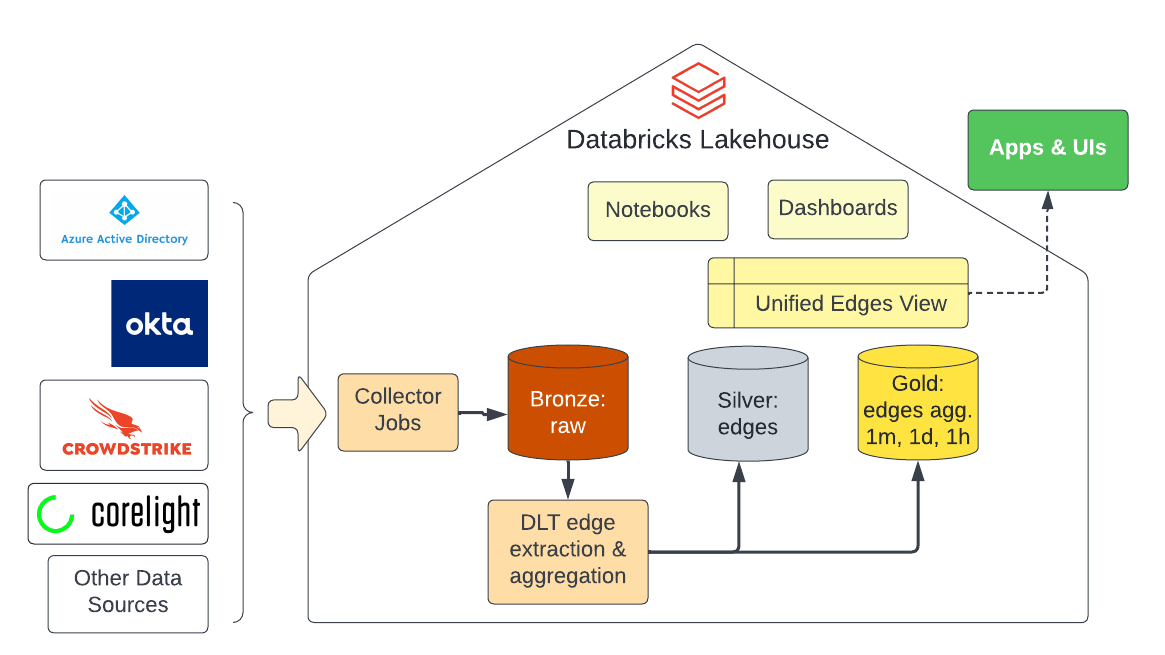 Databricks Lakehouse
Apps & UIs
Notebooks
Dashboards
Azure Active Directory
Unified Edges View
okta
Collector
Jobs
Bronze:
raw
Silver:
edges
Gold:
edges agg.
1m, 1d, 1h
CROWDSTRIKE
corelight
DLT edge
extraction &
aggregation
Other Data
Sources